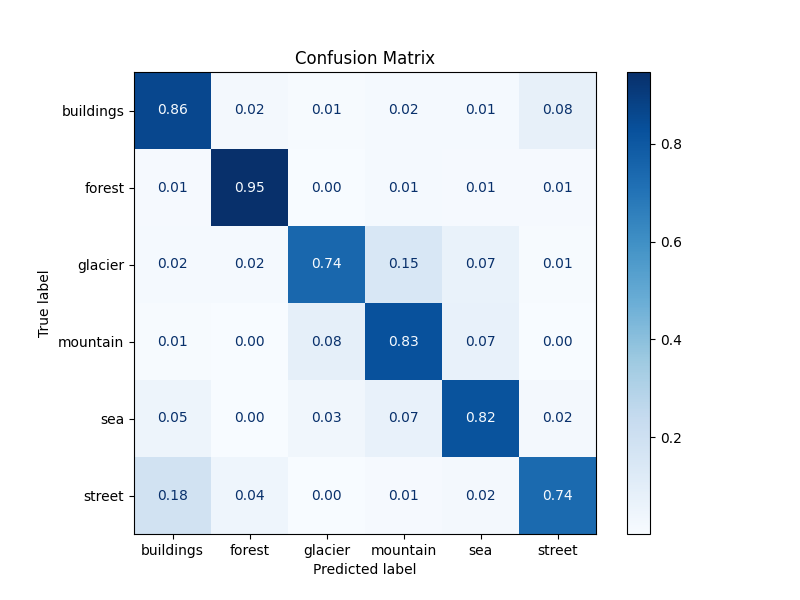 Confusion Matrix
True label
buildings 0.86 0.02 0.01 0.02 0.01 0.08
forest 0.01 0.95 0.00 0.01 0.01 0.01
glacier 0.02 0.02 0.74 0.15 0.07 0.01
mountain 0.01 0.00 0.08 0.83 0.07 0.00
sea 0.05 0.00 0.03 0.07 0.82 0.02
street 0.18 0.04 0.00 0.01 0.02 0.74
buildings forest glacier mountain sea street
Predicted label
0.8
0.6
0.4
0.2